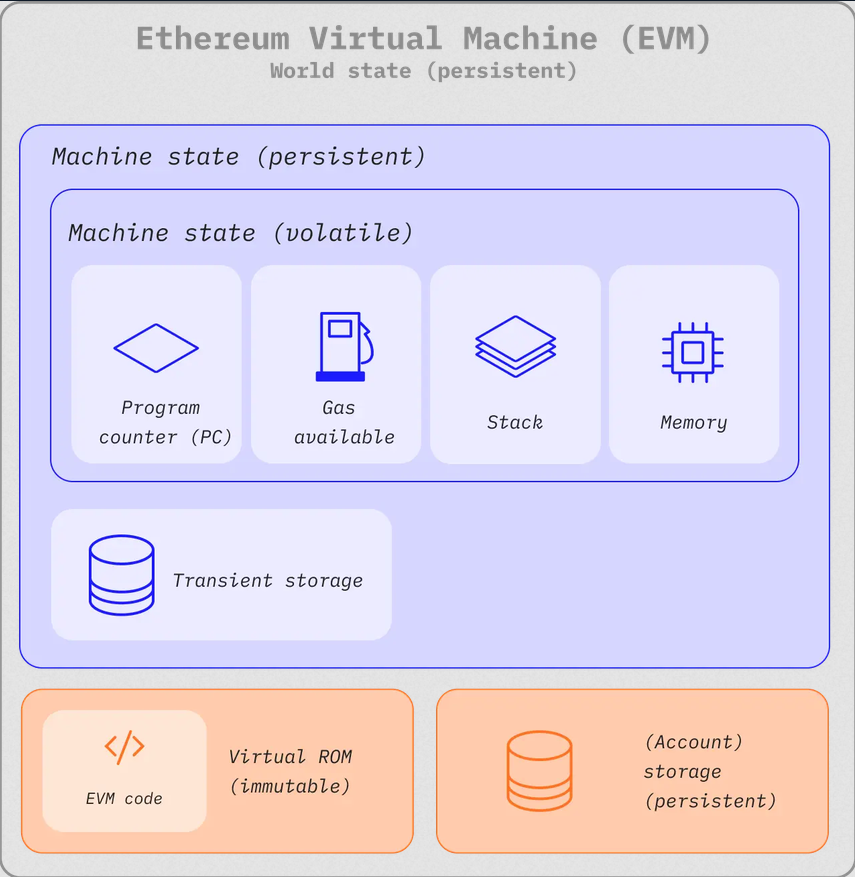 Ethereum Virtual Machine (EVM)
World state (persistent)
Machine state (persistent)
Machine state (volatile)
Program
counter (PC)
Gas
available
Stack
Memory
Transient storage
</>
EVM code
Virtual ROM
(immutable)
(Account)
storage
(persistent)